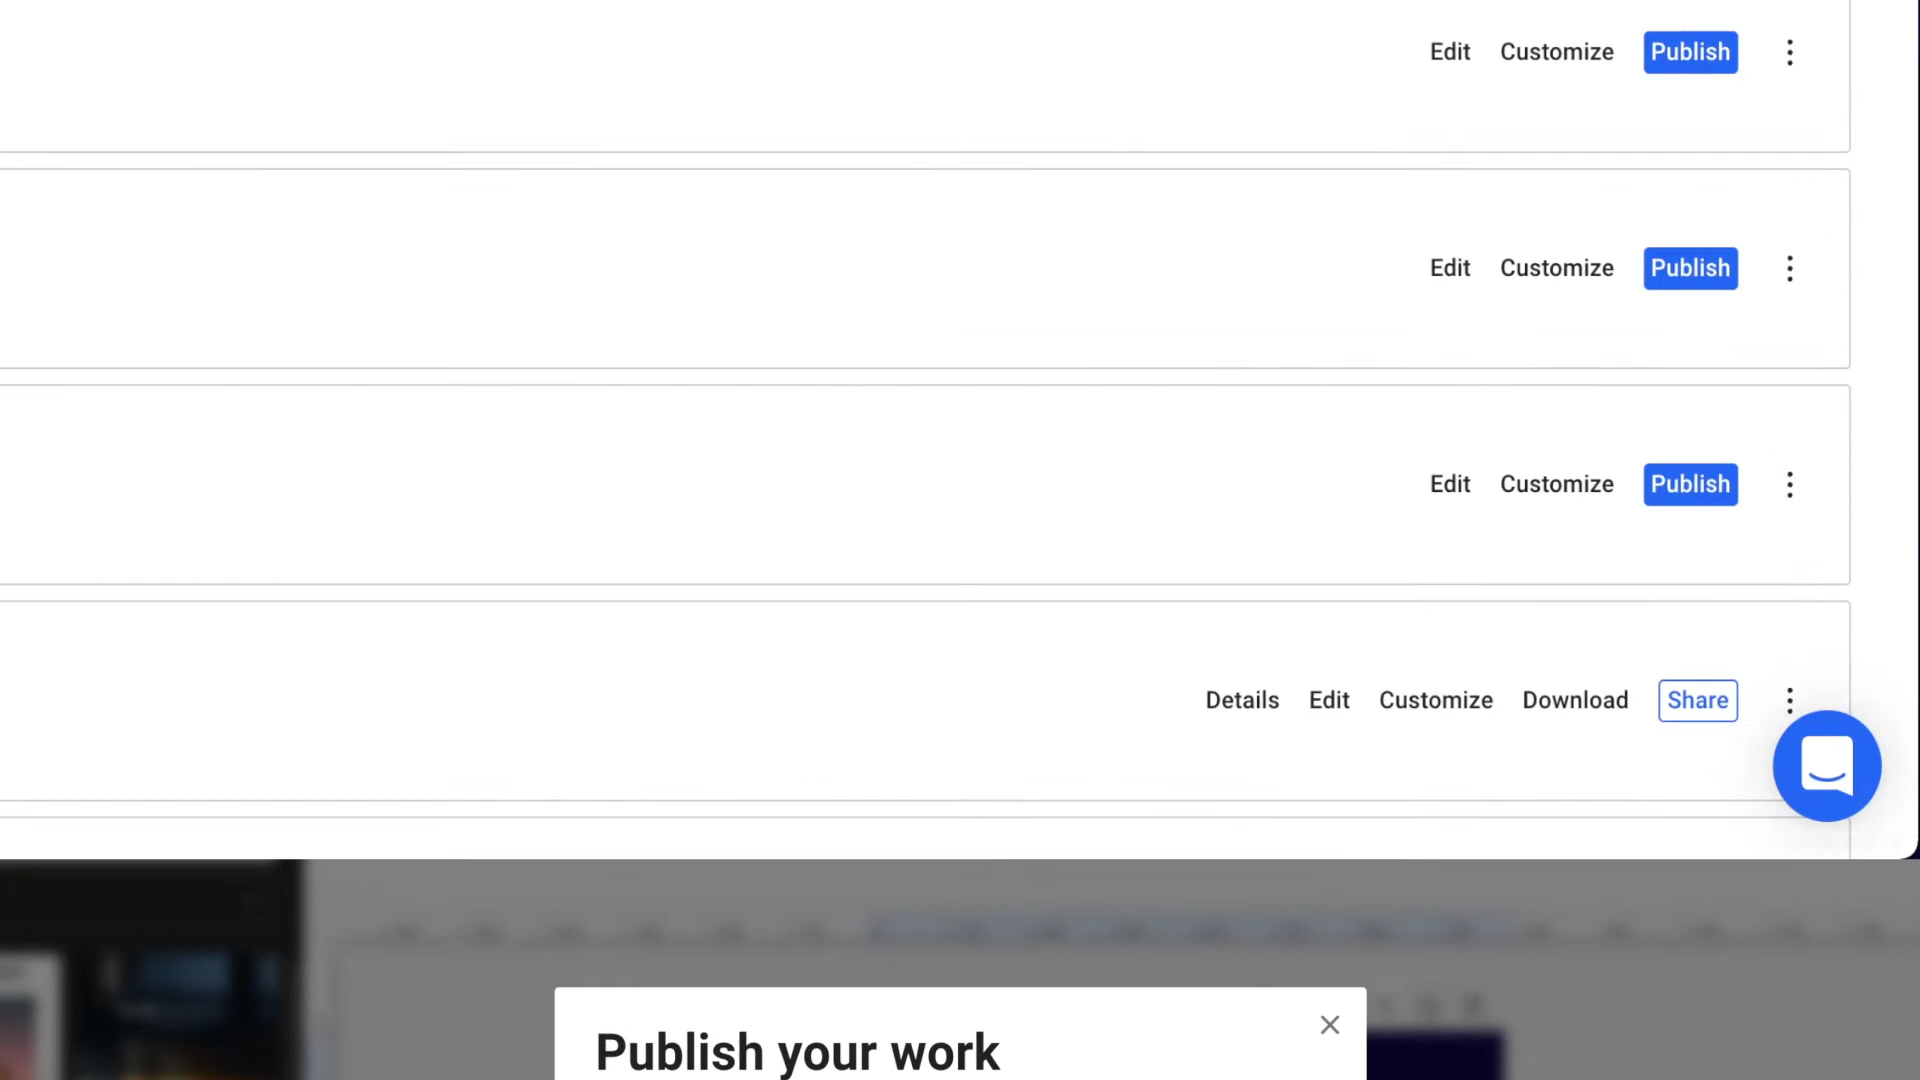 Edit Customize Publish
Edit Customize Publish
Edit Customize Publish
Details Edit Customize Download Share
Publish your work